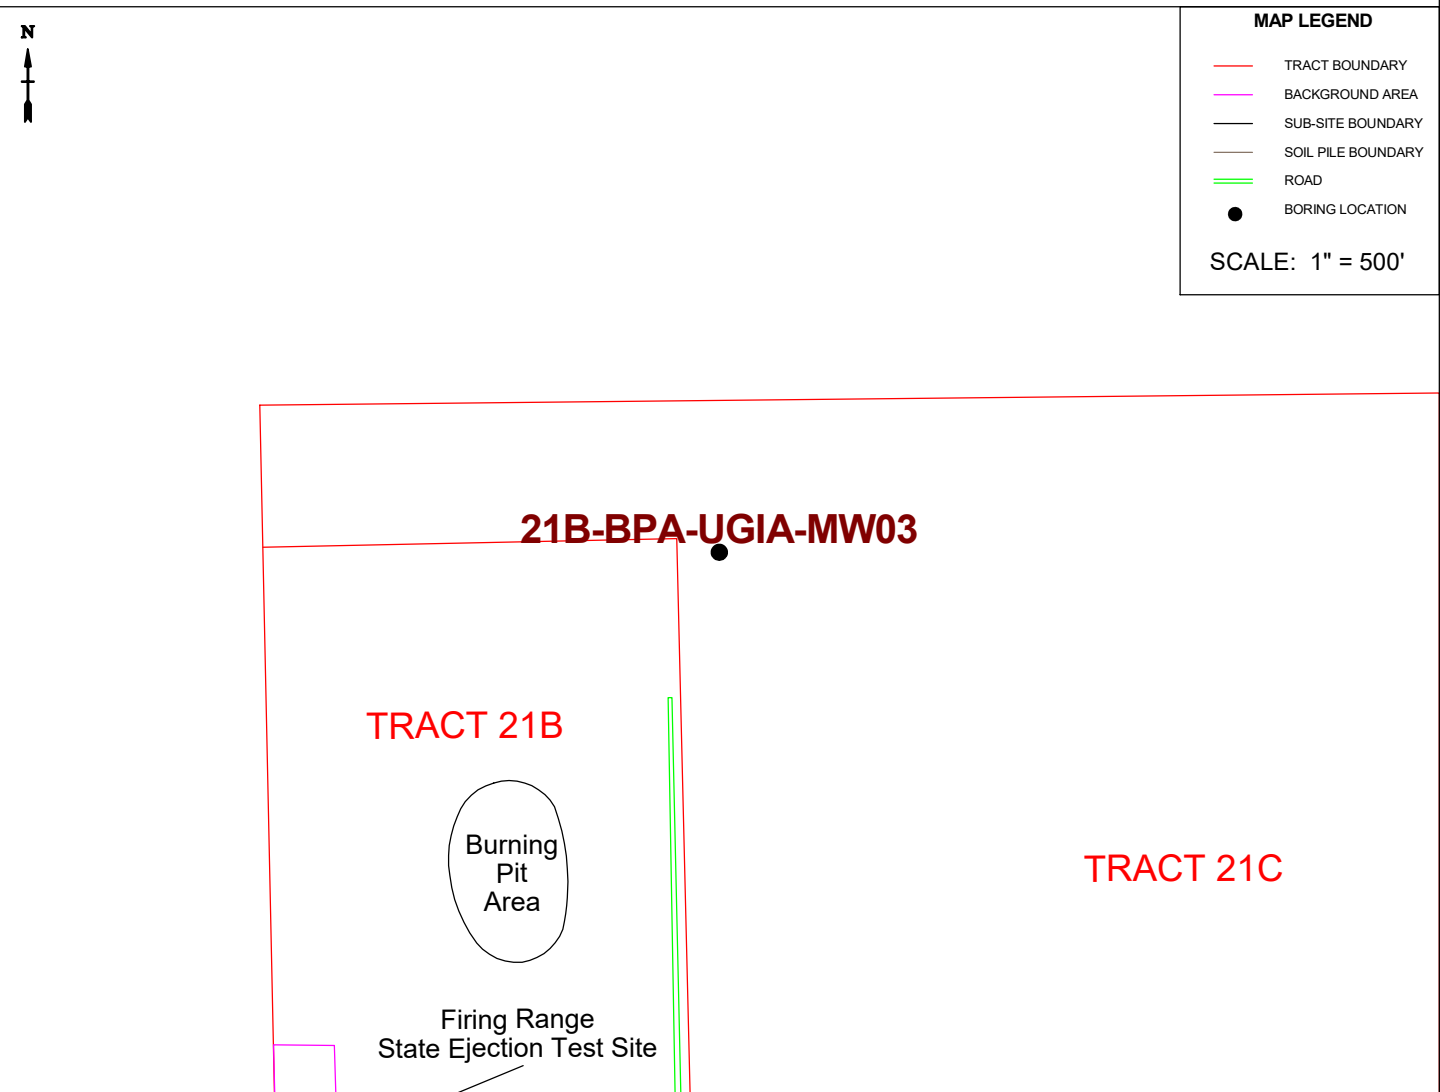 N
MAP LEGEND
TRACT BOUNDARY
BACKGROUND AREA
SUB-SITE BOUNDARY
SOIL PILE BOUNDARY
ROAD
BORING LOCATION
SCALE: 1" = 500'
21B-BPA-UGIA-MW03
TRACT 21B
Burning
Pit
Area
TRACT 21C
Firing Range
State Ejection Test Site